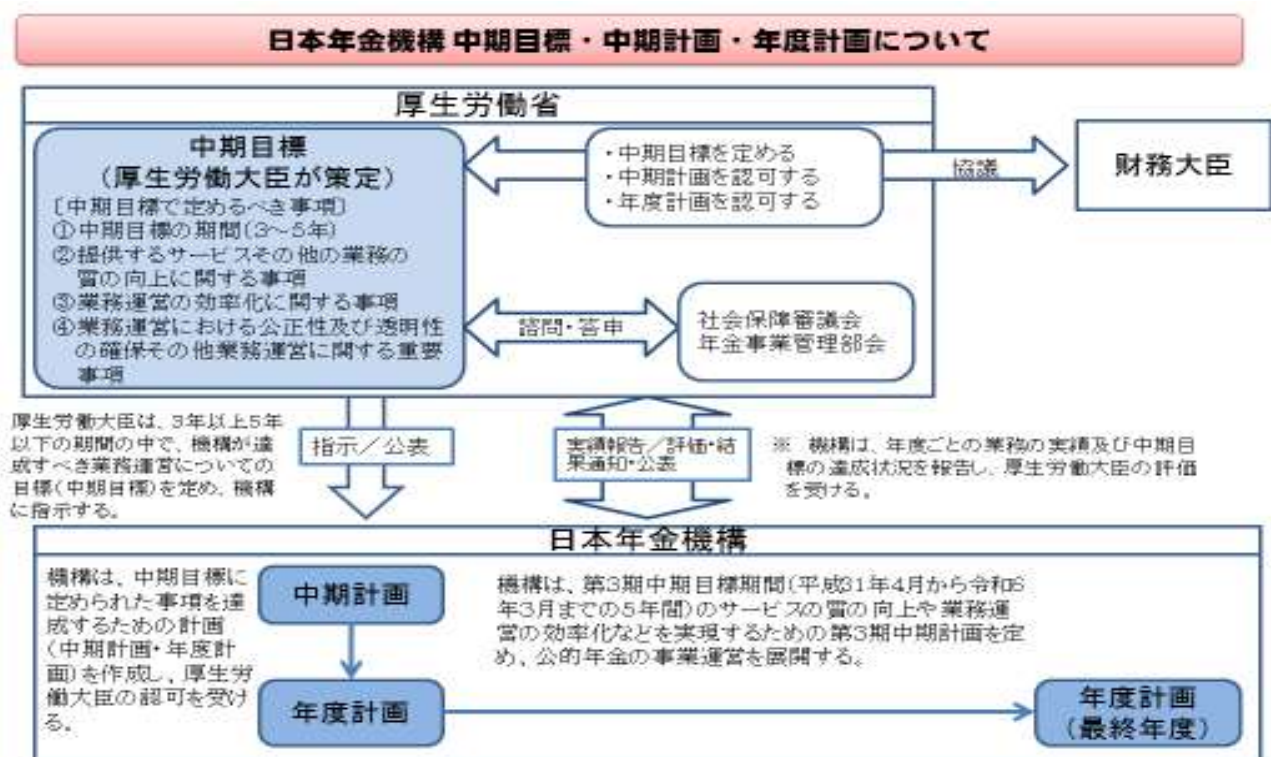 日本年金機構 中期目標・中期計画・年度計画について
厚生労働省
中期目標
(厚生労働大臣が策定)
〔中期目標で定めるべき事項〕
①中期目標の期間(3~5年)
②提供するサービスその他の業務の
質の向上に関する事項
③業務運営の効率化に関する事項
④業務運営における公正性及び透明性
の確保その他業務運営に関する重要
事項
・中期目標を定める
・中期計画を認可する
・年度計画を認可する
協議
財務大臣
諮問・答申
社会保障審議会
年金事業管理部会
厚生労働大臣は、3年以上5年
以下の期間の中で、機構が達
成すべき業務運営についての
目標(中期目標)を定め、機構
に指示する。
指示/公表
実績報告/評価・結
果通知・公表
※ 機構は、年度ごとの業務の実績及び中期目
標の達成状況を報告し、厚生労働大臣の評価
を受ける。
日本年金機構
機構は、中期目標に
定められた事項を達
成するための計画
(中期計画・年度計
画)を作成し、厚生労
働大臣の認可を受け
る。
中期計画
年度計画
機構は、第3期中期目標期間(平成31年4月から令和6
年3月までの5年間)のサービスの質の向上や業務運
営の効率化などを実現するための第3期中期計画を定
め、公的年金の事業運営を展開する。
年度計画
(最終年度)